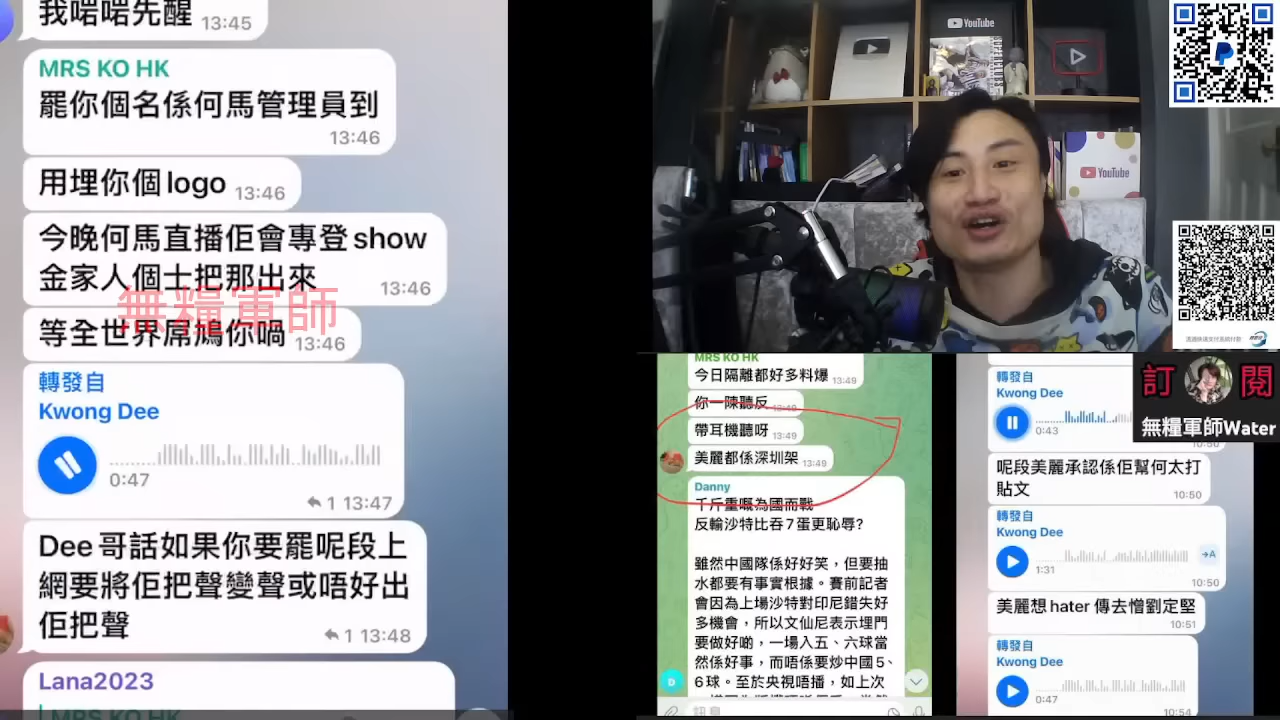 我啱啱先醒 13:45
MRS KO HK
罷你個名係何馬管理員到
13:46
用埋你個logo 13:46
今晚何馬直播佢會專登show
金家人個士把那出來 13:46
等全世界屌鳩你喎 13:46
無糧軍師
轉發自
Kwong Dee
0:47
1 13:47
Dee哥話如果你要罷呢段上
網要將佢把聲變聲或唔好出
佢把聲 1 13:48
Lana2023
MRS KO HK
YouTube
YouTube
MRS KO HK
今日隔離都好多料爆 13:49
你一陣聽反 13:49
帶耳機聽呀 13:49
美麗都係深圳架 13:49
Danny
千斤重嘅為國而戰
反輸沙特比吞7蛋更恥辱?
雖然中國隊係好好笑，但要抽
水都要有事實根據。賽前記者
會因為上場沙特對印尼錯失好
多機會，所以文仙尼表示埋門
要做好啲，一場入五、六球當
然係好事，而唔係要炒中國5、
6球。至於央視唔播，如上次
D
轉發自
Kwong Dee
0:43
10:50
訂 閱
無糧軍師Water
呢段美麗承認係佢幫何太打
貼文 10:50
轉發自
Kwong Dee
→A
1:31
10:50
美麗想hater傳去憎劉定堅
10:51
轉發自
Kwong Dee
0:47
10:54